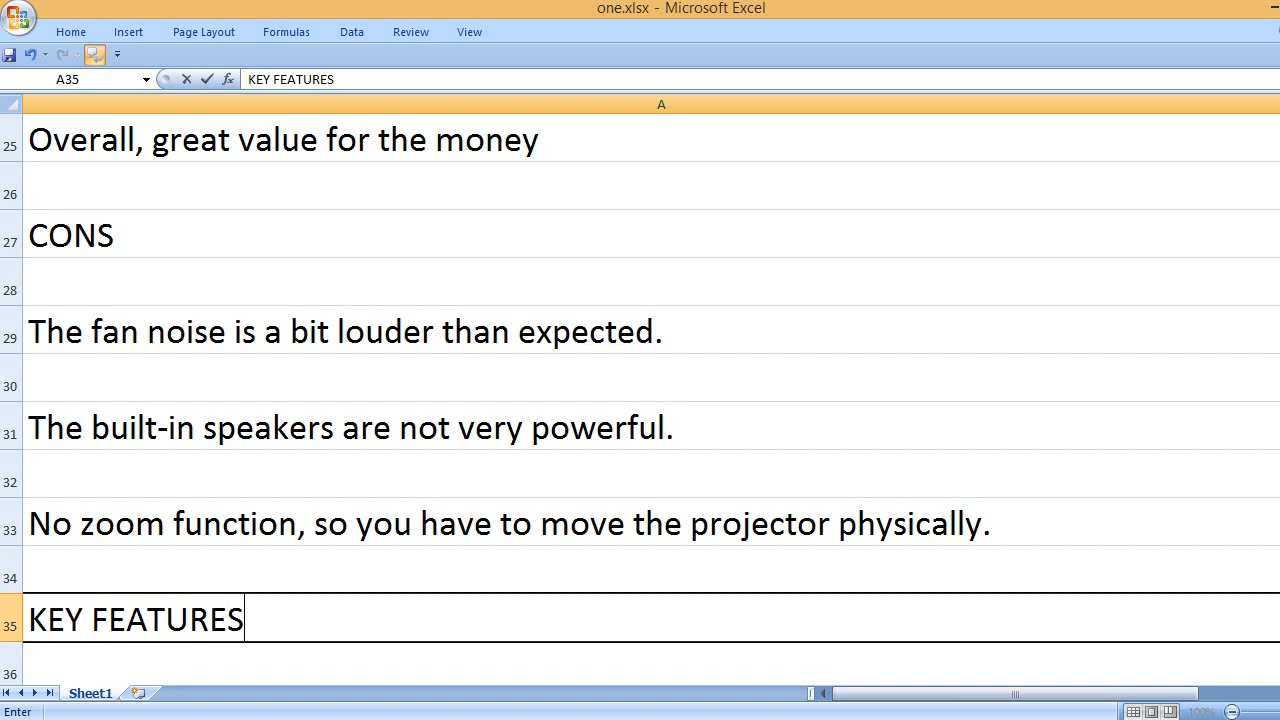 one.xlsx - Microsoft Excel
Home Insert Page Layout Formulas Data Review View
A35 fx KEY FEATURES
A
25 Overall, great value for the money
26
27 CONS
28
29 The fan noise is a bit louder than expected.
30
31 The built-in speakers are not very powerful.
32
33 No zoom function, so you have to move the projector physically.
34
35 KEY FEATURES
36
Sheet1
Enter 100%